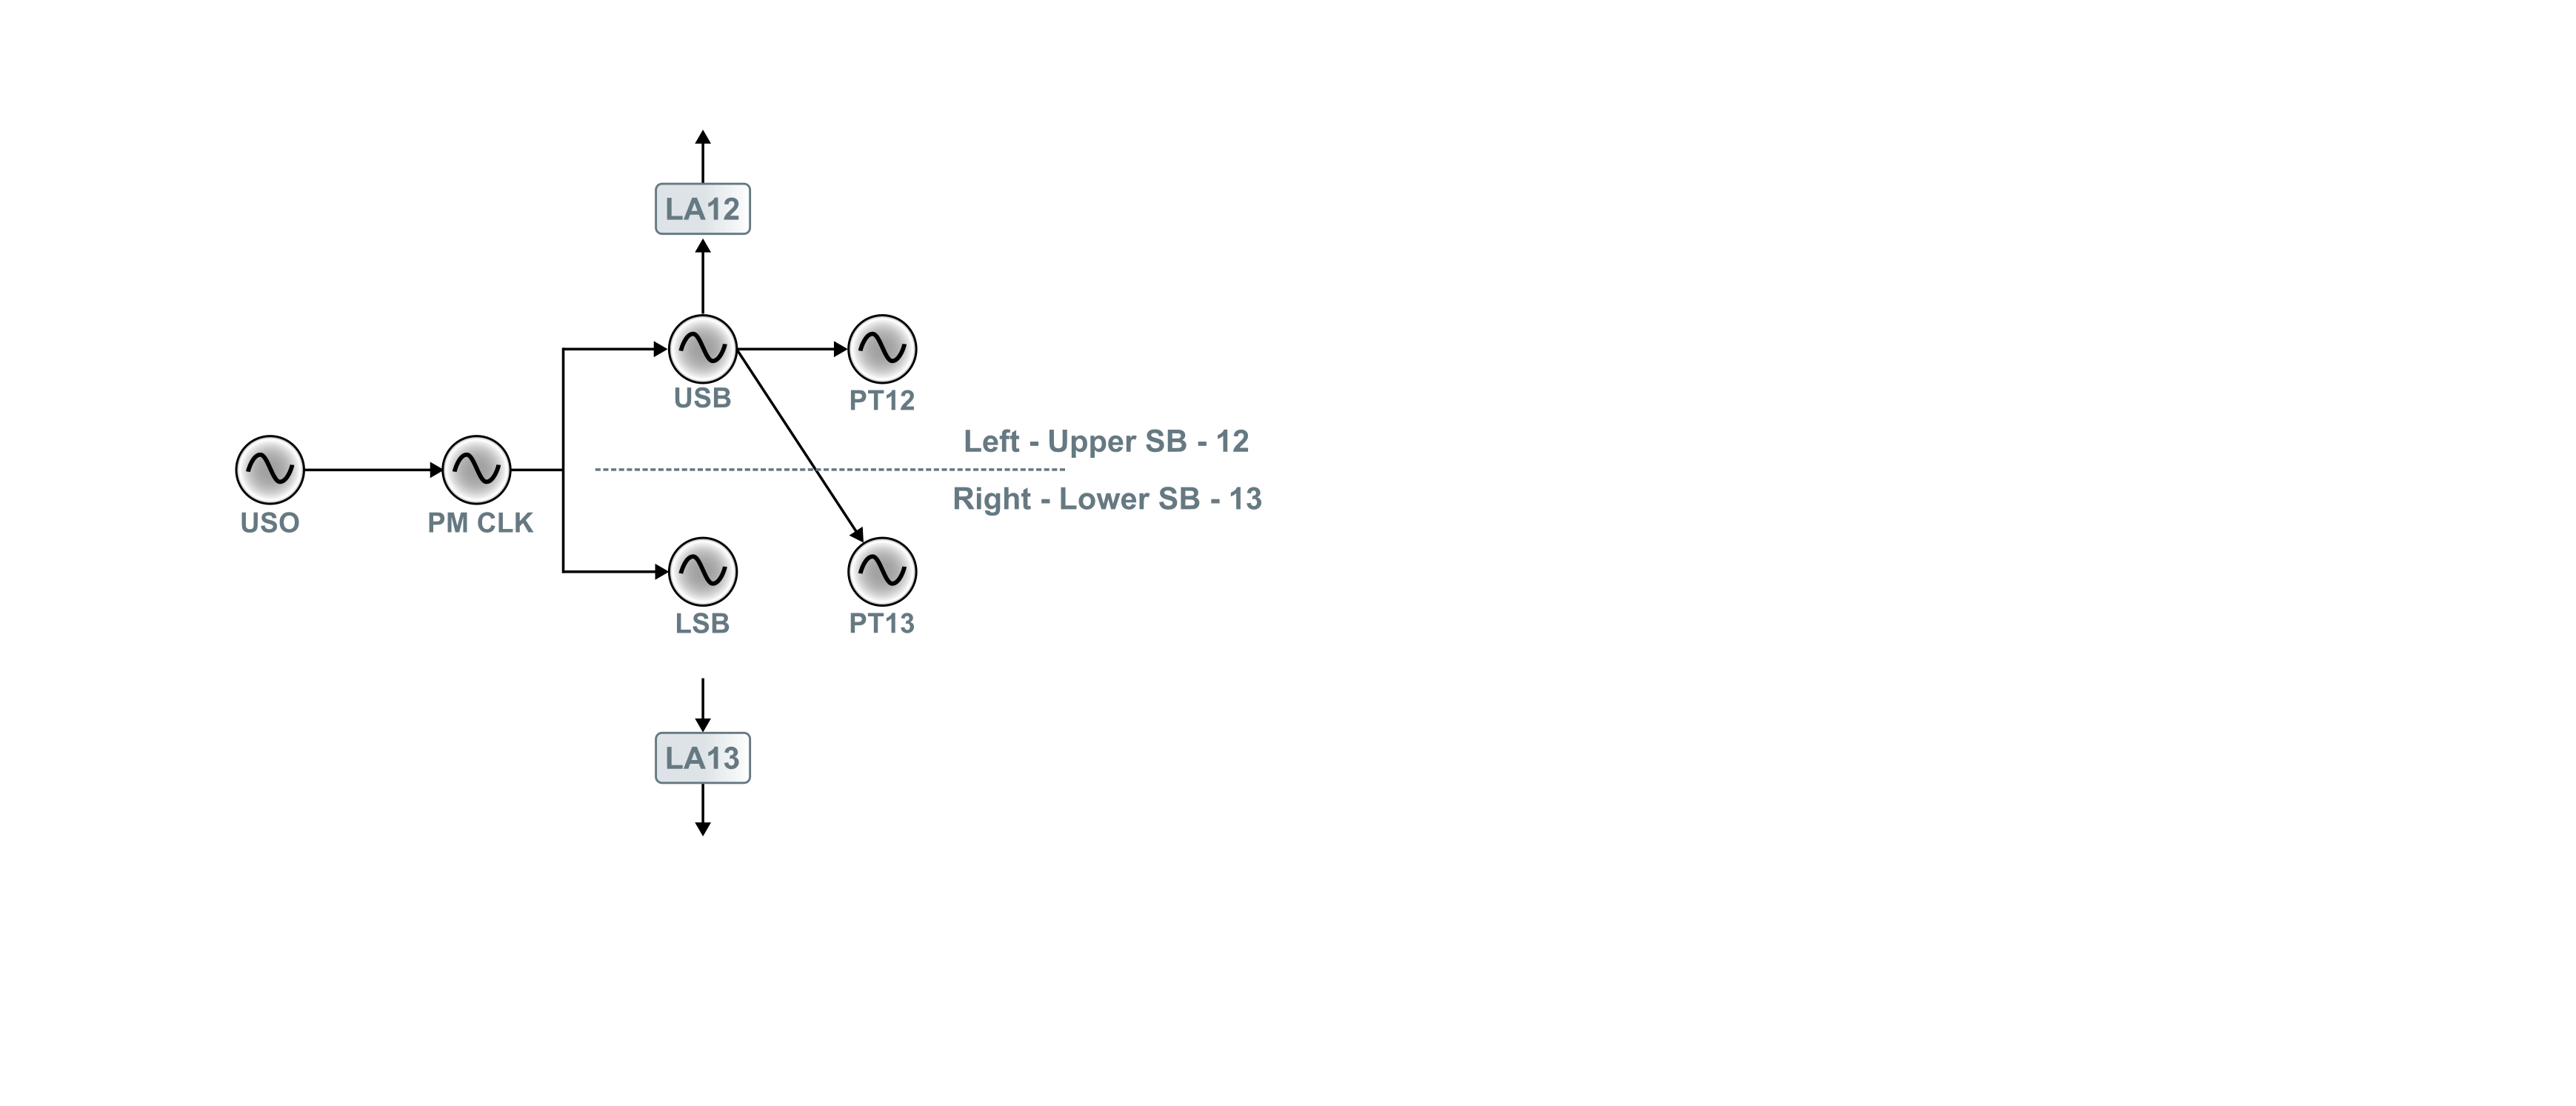 LA12
USB
PT12
Left - Upper SB - 12
Right - Lower SB - 13
USO
PM CLK
LSB
PT13
LA13